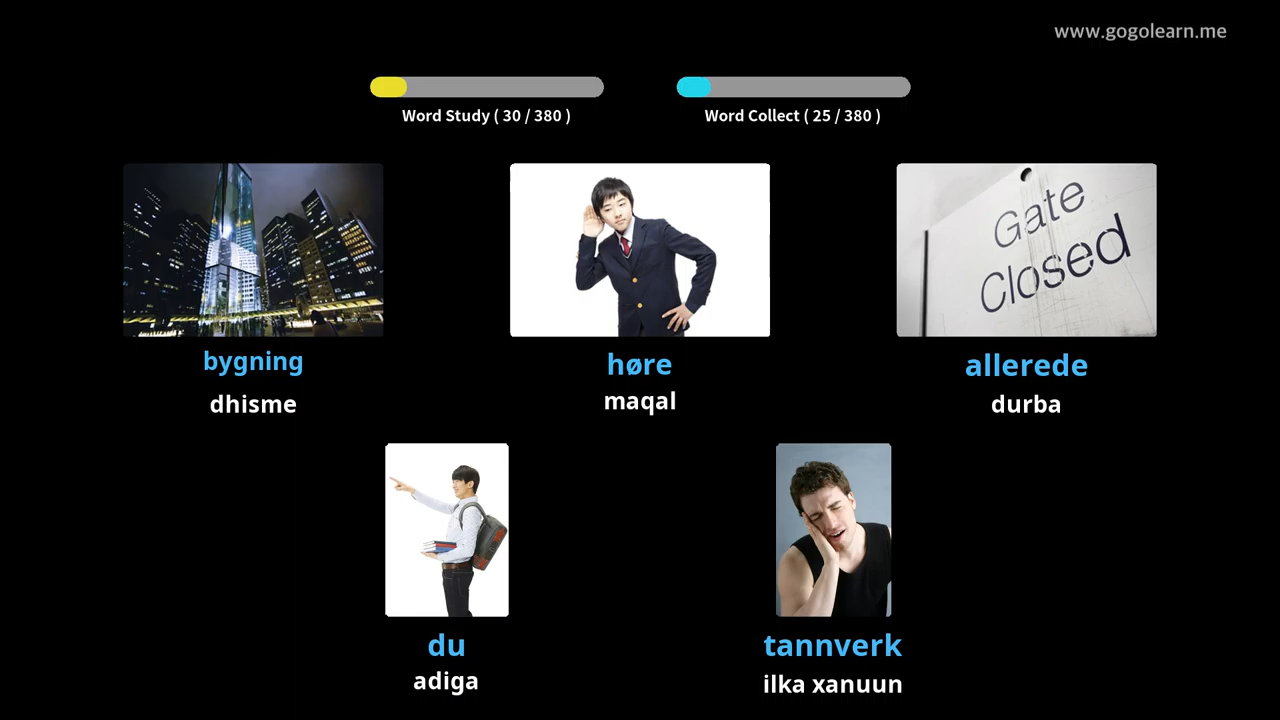 www.gogolearn.me
Word Study ( 30 / 380 )
Word Collect ( 25 / 380 )
Gate
Closed
bygning
høre
allerede
dhisme
maqal
durba
du
tannverk
adiga
ilka xanuun